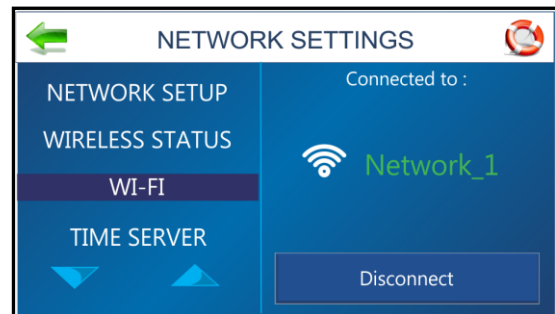 NETWORK SETTINGS
NETWORK SETUP
WIRELESS STATUS
WI-FI
TIME SERVER
Connected to :
Network_1
Disconnect